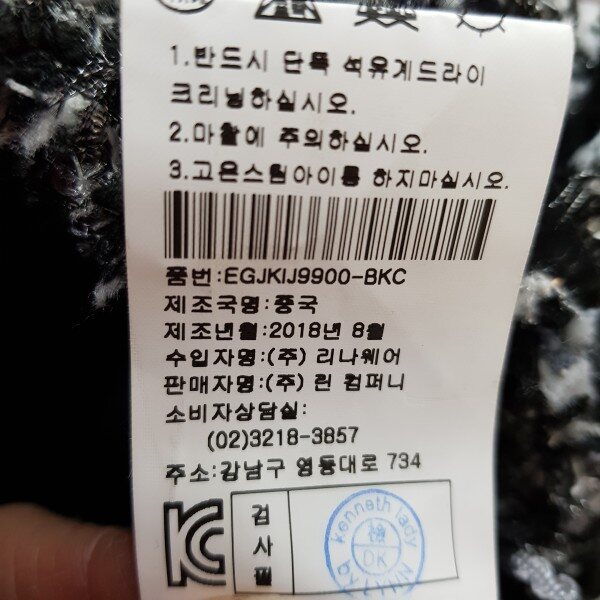 1.반드시 단독 석유계드라이
크리닝하십시오.
2.마찰에 주의하십시오.
3.고온스팀아이롱 하지마십시오.
품번:EGJKIJ9900-BKC
제조국명:중국
제조년월:2018년 8월
수입자명:(주) 리나웨어
판매자명:(주) 린 컴퍼니
소비자상담실:
(02)3218-3857
주소:강남구 영동대로 734
검
사
필
kenneth lady
檢
DK